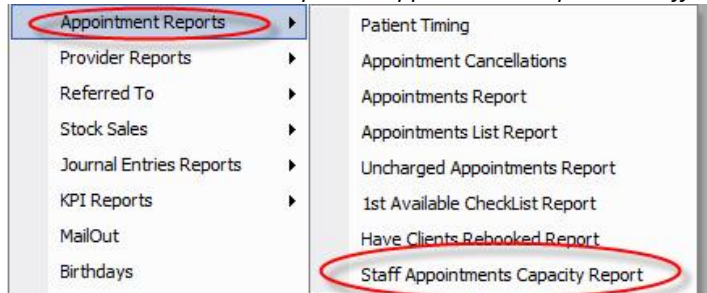 Appointment Reports
Provider Reports
Referred To
Stock Sales
Journal Entries Reports
KPI Reports
MailOut
Birthdays
Patient Timing
Appointment Cancellations
Appointments Report
Appointments List Report
Uncharged Appointments Report
1st Available CheckList Report
Have Clients Rebooked Report
Staff Appointments Capacity Report